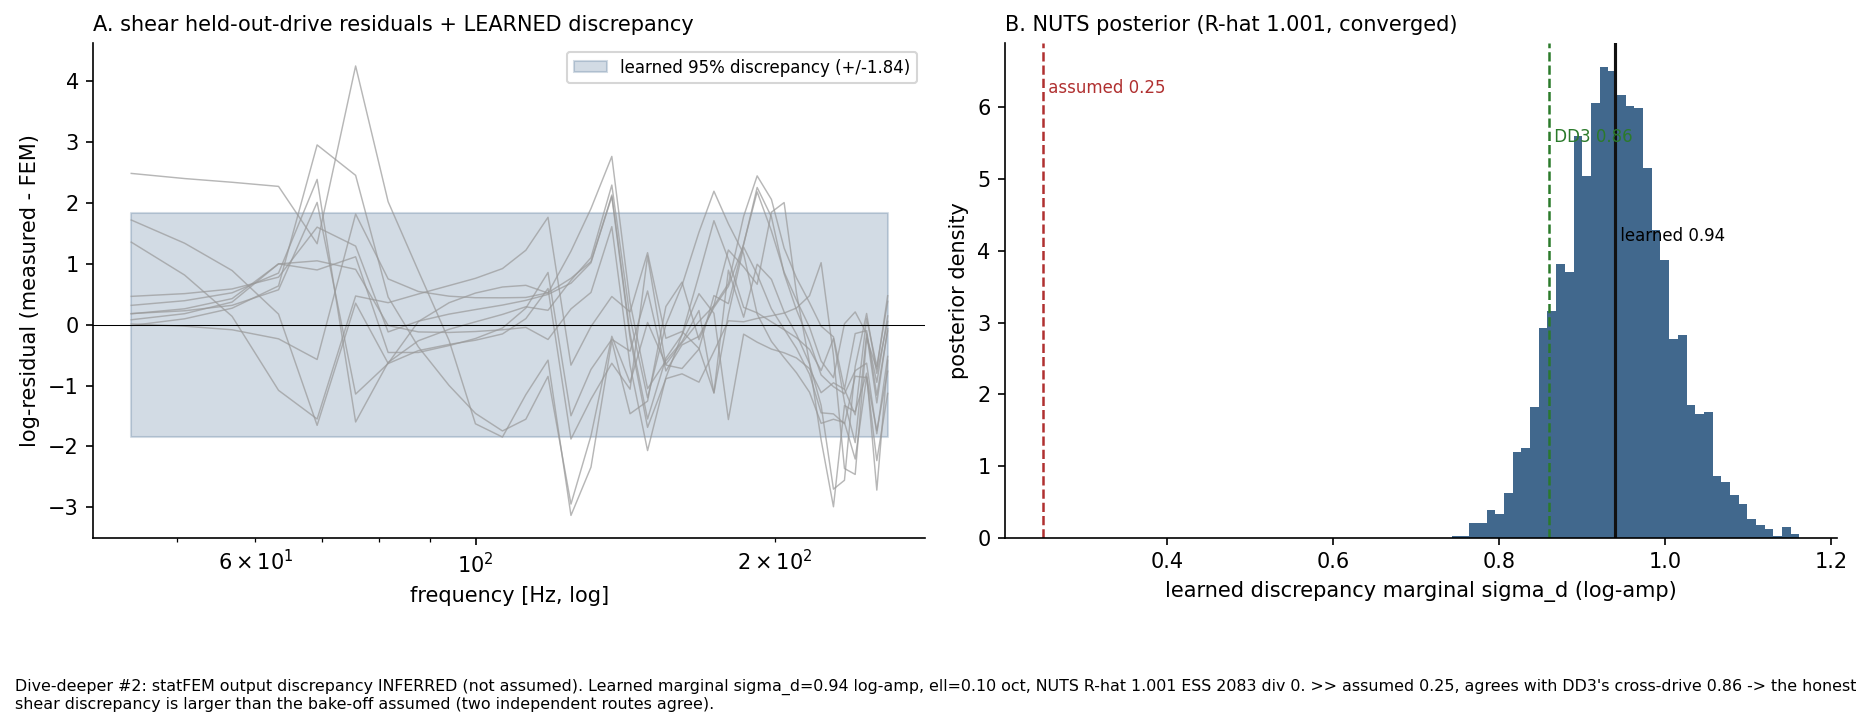 A. shear held-out-drive residuals + LEARNED discrepancy
learned 95% discrepancy (+/-1.84)
4
3
2
1
0
−1
−2
−3
log-residual (measured - FEM)
6 × 10¹
10²
2 × 10²
frequency [Hz, log]
B. NUTS posterior (R-hat 1.001, converged)
assumed 0.25
DD3 0.86
learned 0.94
6
5
4
3
2
1
0
posterior density
0.4
0.6
0.8
1.0
1.2
learned discrepancy marginal sigma_d (log-amp)
Dive-deeper #2: statFEM output discrepancy INFERRED (not assumed). Learned marginal sigma_d=0.94 log-amp, ell=0.10 oct, NUTS R-hat 1.001 ESS 2083 div 0. >> assumed 0.25, agrees with DD3's cross-drive 0.86 -> the honest
shear discrepancy is larger than the bake-off assumed (two independent routes agree).